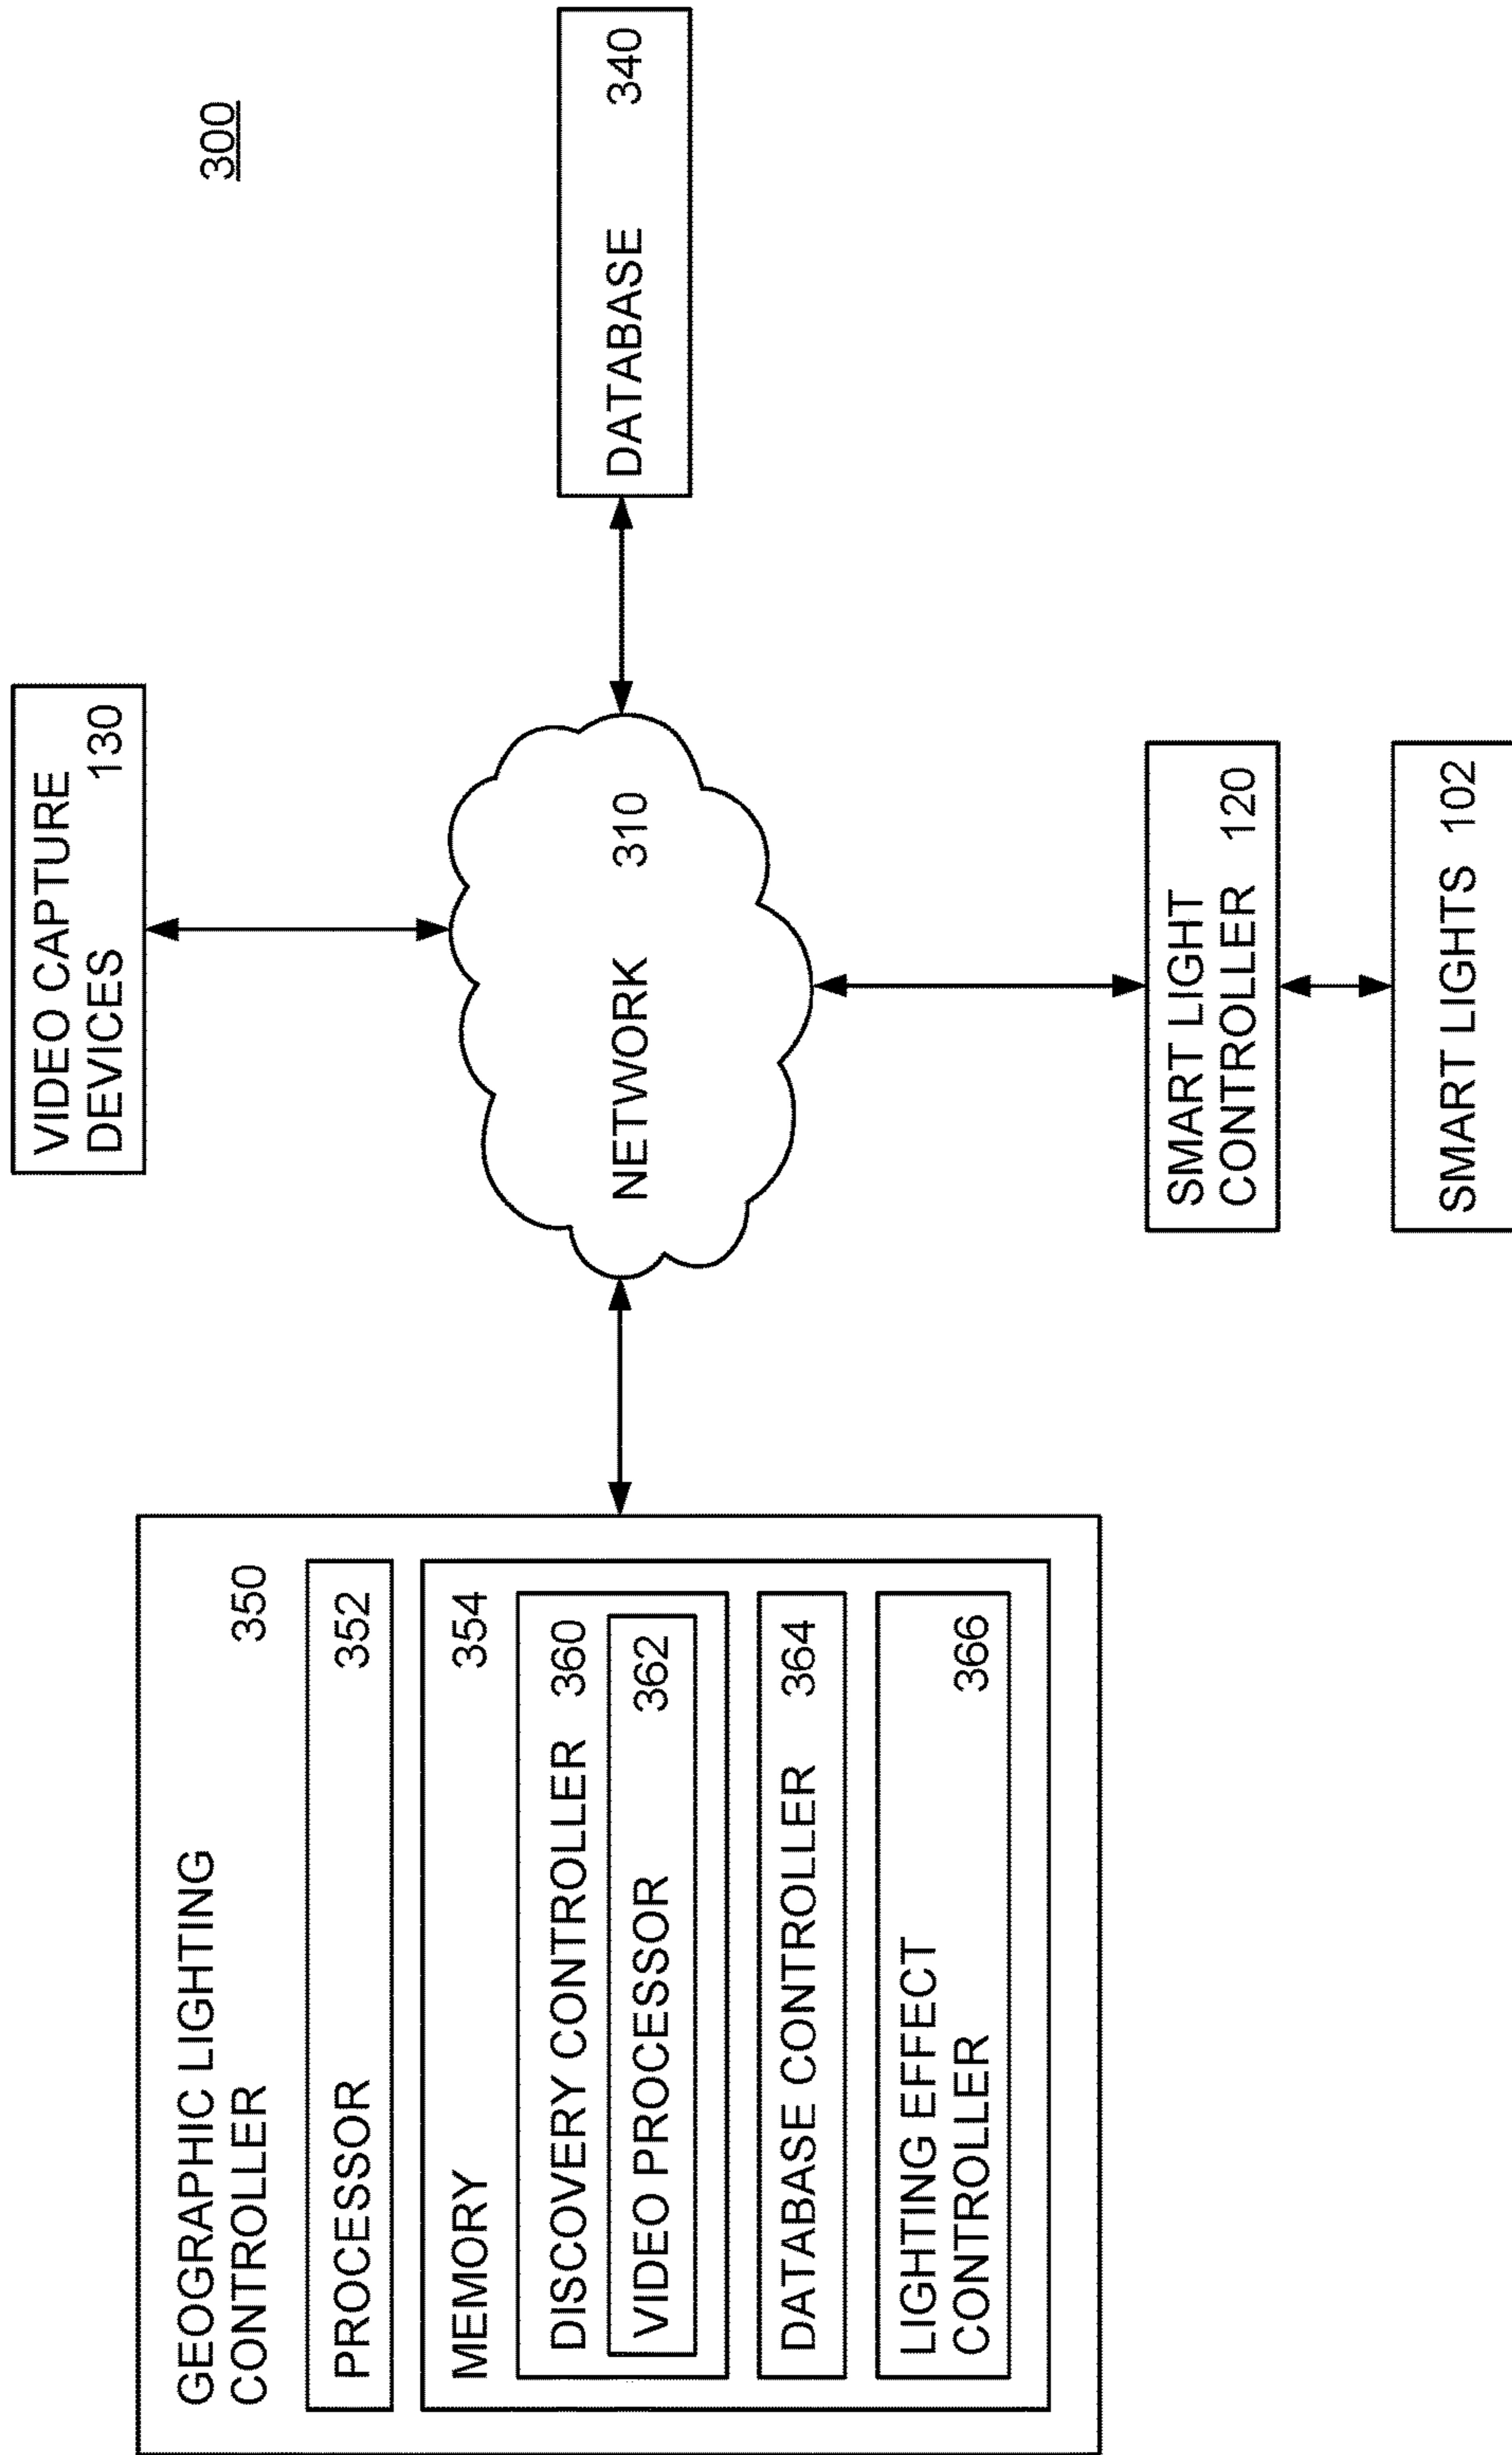 300
GEOGRAPHIC LIGHTING
CONTROLLER 350
PROCESSOR 352
MEMORY 354
DISCOVERY CONTROLLER 360
VIDEO PROCESSOR 362
DATABASE CONTROLLER 364
LIGHTING EFFECT
CONTROLLER 366
VIDEO CAPTURE
DEVICES 130
NETWORK 310
DATABASE 340
SMART LIGHT
CONTROLLER 120
SMART LIGHTS 102